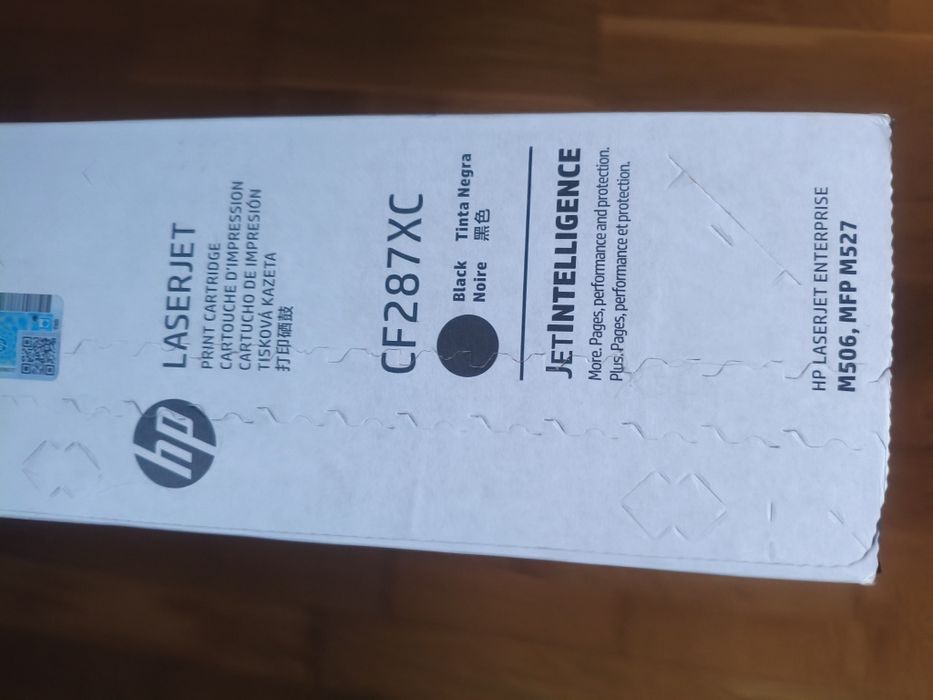 hp
LASERJET
PRINT CARTRIDGE
CARTOUCHE D'IMPRESSION
CARTUCHO DE IMPRESIÓN
TISKOVÁ KAZETA
打印硒鼓
CF287XC
Black Tinta Negra
Noire 黑色
JETINTELLIGENCE
More. Pages, performance and protection.
Plus. Pages, performance et protection.
HP LASERJET ENTERPRISE
M506, MFP M527